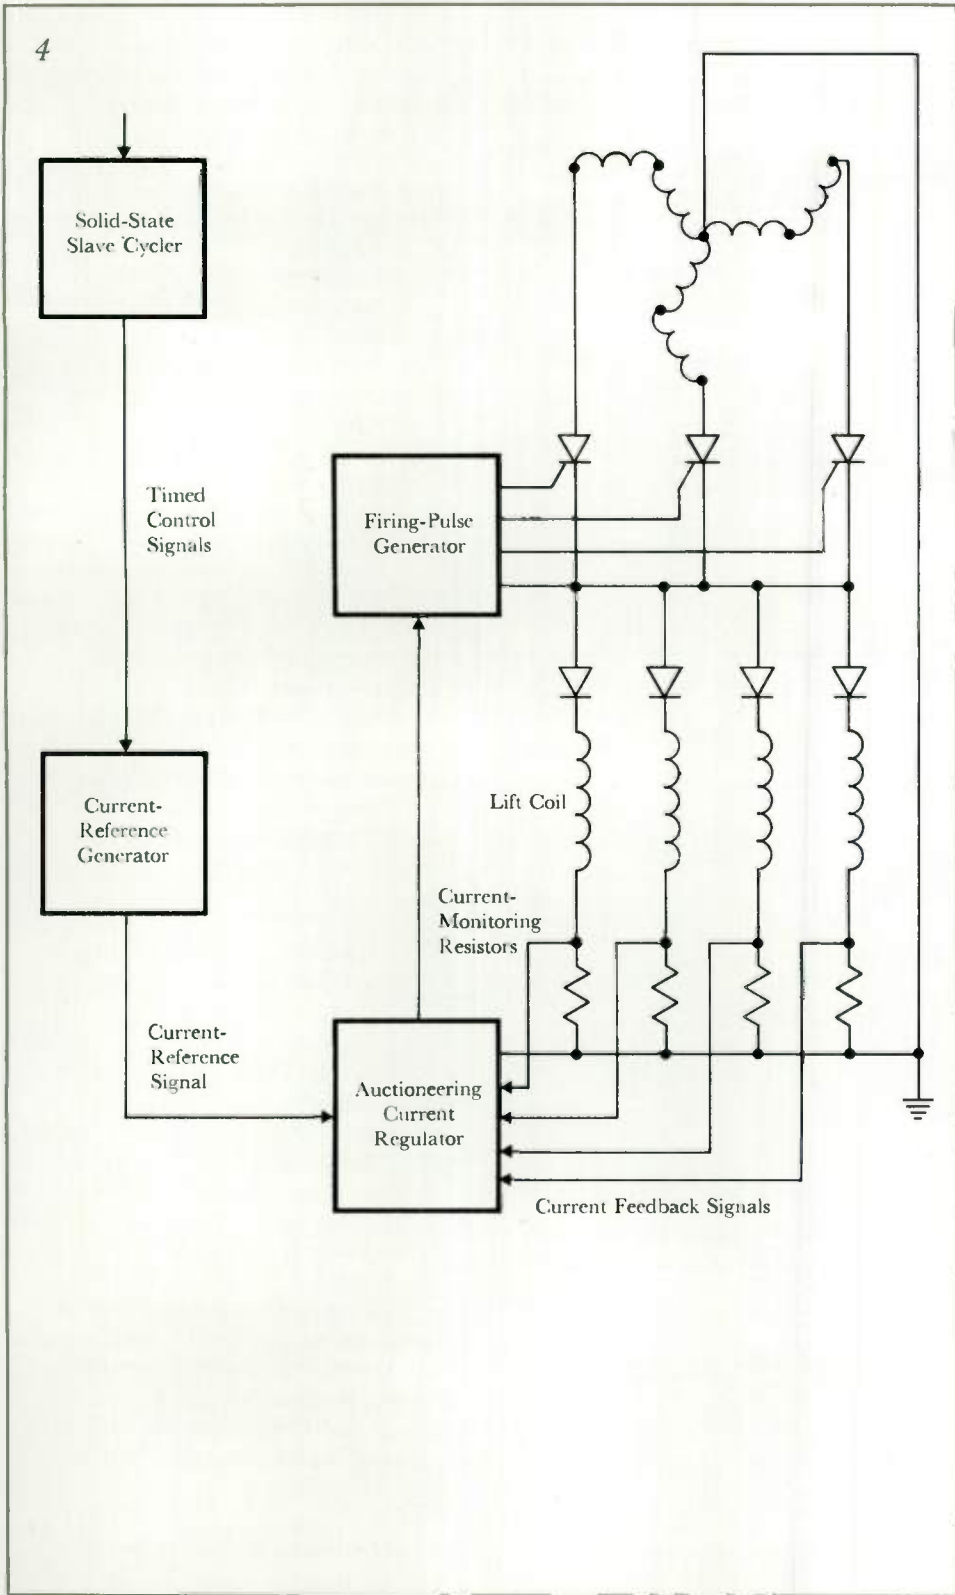 4
Solid-State
Slave Cycler
Timed
Control
Signals
Firing-Pulse
Generator
Current-
Reference
Generator
Lift Coil
Current-
Monitoring
Resistors
Current-
Reference
Signal
Auctioneering
Current
Regulator
Current Feedback Signals